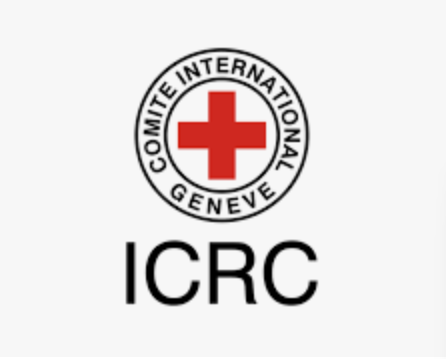 COMITE INTERNATIONAL
GENEVE
ICRC